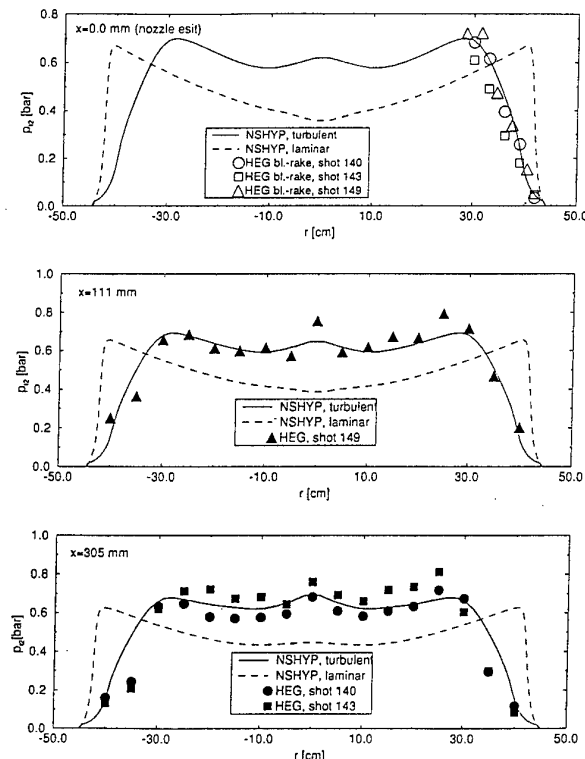 x=0.0 mm (nozzle esit)
0.8
0.6
0.4
0.2
0.0
p_t2 [bar]
NSHYP, turbulent
NSHYP, laminar
HEG bl.-rake, shot 140
HEG bl.-rake, shot 143
HEG bl.-rake, shot 149
-50.0 -30.0 -10.0 10.0 30.0 50.0
r [cm]
x=111 mm
1.0
0.8
0.6
0.4
0.2
0.0
p_t2 [bar]
NSHYP, turbulent
NSHYP, laminar
HEG, shot 149
-50.0 -30.0 -10.0 10.0 30.0 50.0
r [cm]
x=305 mm
1.0
0.8
0.6
0.4
0.2
0.0
p_t2 [bar]
NSHYP, turbulent
NSHYP, laminar
HEG, shot 140
HEG, shot 143
-50.0 -30.0 -10.0 10.0 30.0 50.0
r [cm]